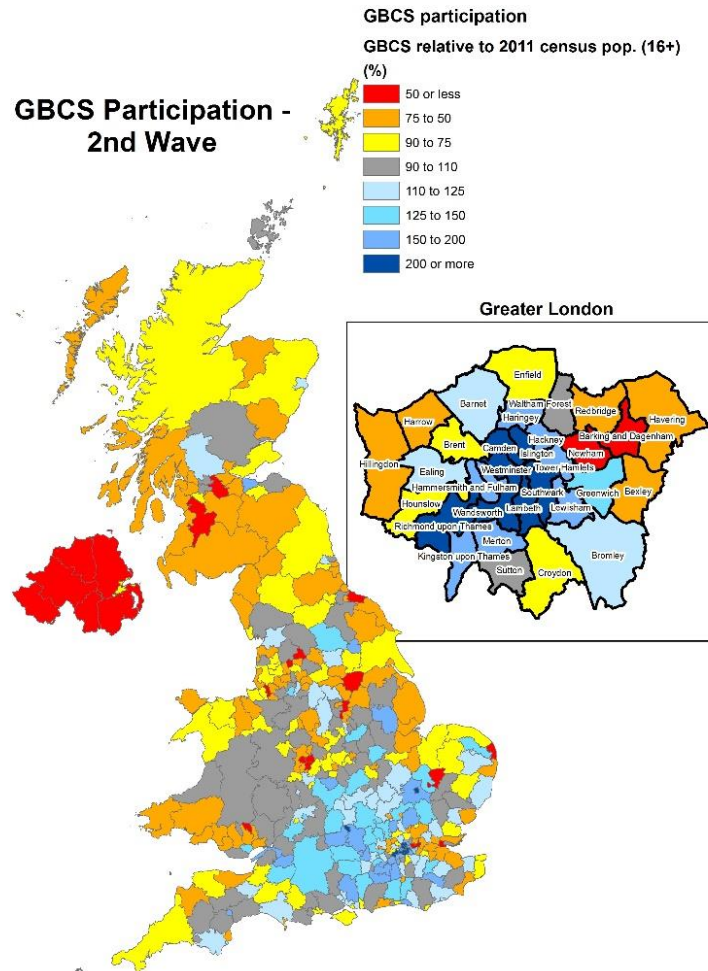 GBCS participation
GBCS relative to 2011 census pop. (16+)
(%)
50 or less
75 to 50
90 to 75
90 to 110
110 to 125
125 to 150
150 to 200
200 or more
GBCS Participation -
2nd Wave
Greater London
Enfield
Barnet
Waltham Forest
Haringey
Redbridge
Harrow
Havering
Hackney
Barking and Dagenham
Brent
Camden
Islington
Newham
Hillingdon
Ealing
Westminster
Tower Hamlets
Hammersmith and Fulham
Southwark
Greenwich
Bexley
Hounslow
Wandsworth
Lambeth
Lewisham
Richmond upon Thames
Merton
Kingston upon Thames
Bromley
Sutton
Croydon